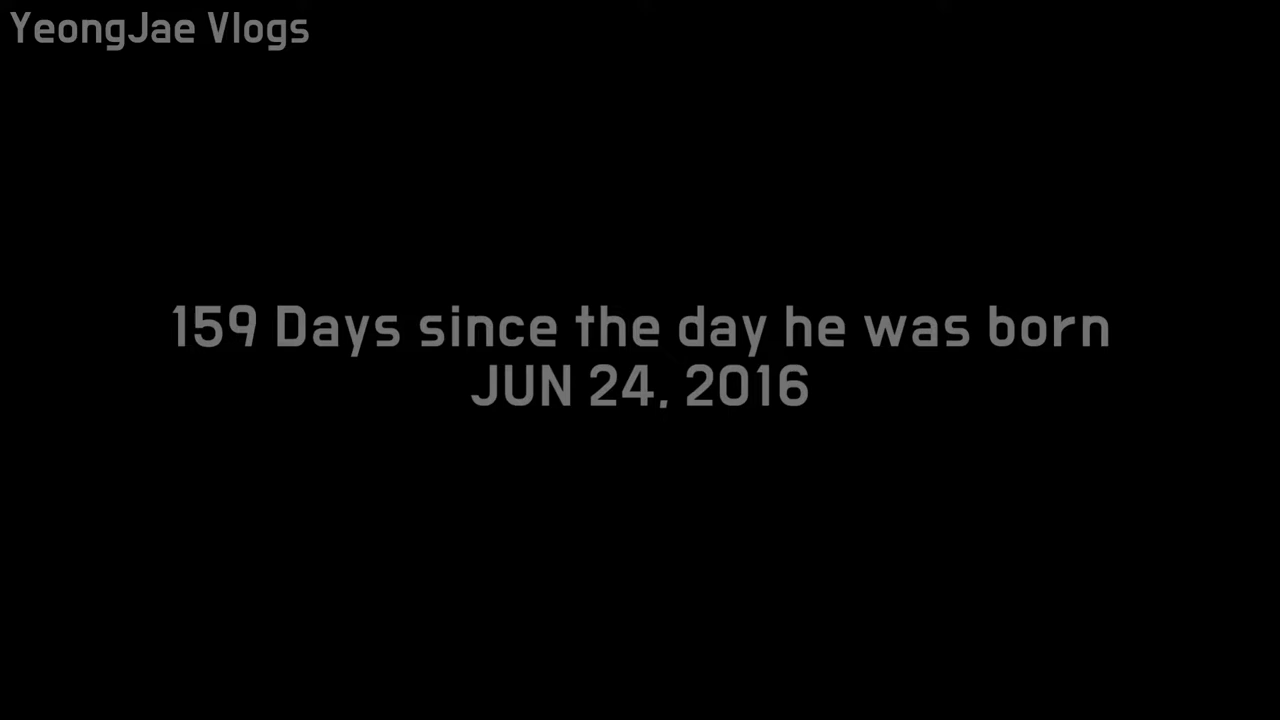 YeongJae Vlogs
159 Days since the day he was born
JUN 24, 2016